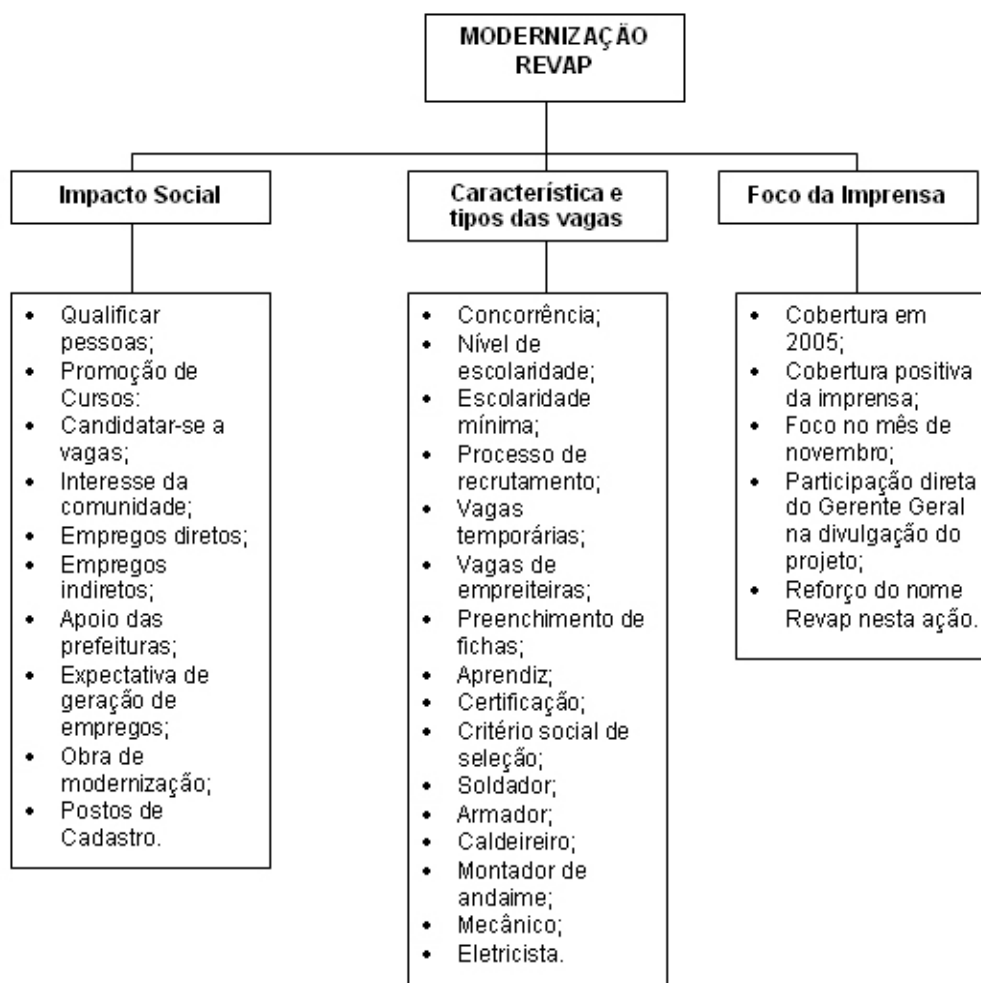 MODERNIZAÇÃO
REVAP
Impacto Social
Característica e
tipos das vagas
Foco da Imprensa
• Qualificar
pessoas;
• Promoção de
Cursos:
• Candidatar-se a
vagas;
• Interesse da
comunidade;
• Empregos diretos;
• Empregos
indiretos;
• Apoio das
prefeituras;
• Expectativa de
geração de
empregos;
• Obra de
modernização;
• Postos de
Cadastro.
• Concorrência;
• Nível de
escolaridade;
• Escolaridade
mínima;
• Processo de
recrutamento;
• Vagas
temporárias;
• Vagas de
empreiteiras;
• Preenchimento de
fichas;
• Aprendiz;
• Certificação;
• Critério social de
seleção;
• Soldador;
• Armador;
• Caldeireiro;
• Montador de
andaime;
• Mecânico;
• Eletricista.
• Cobertura em
2005;
• Cobertura positiva
da imprensa;
• Foco no mês de
novembro;
• Participação direta
do Gerente Geral
na divulgação do
projeto;
• Reforço do nome
Revap nesta ação.